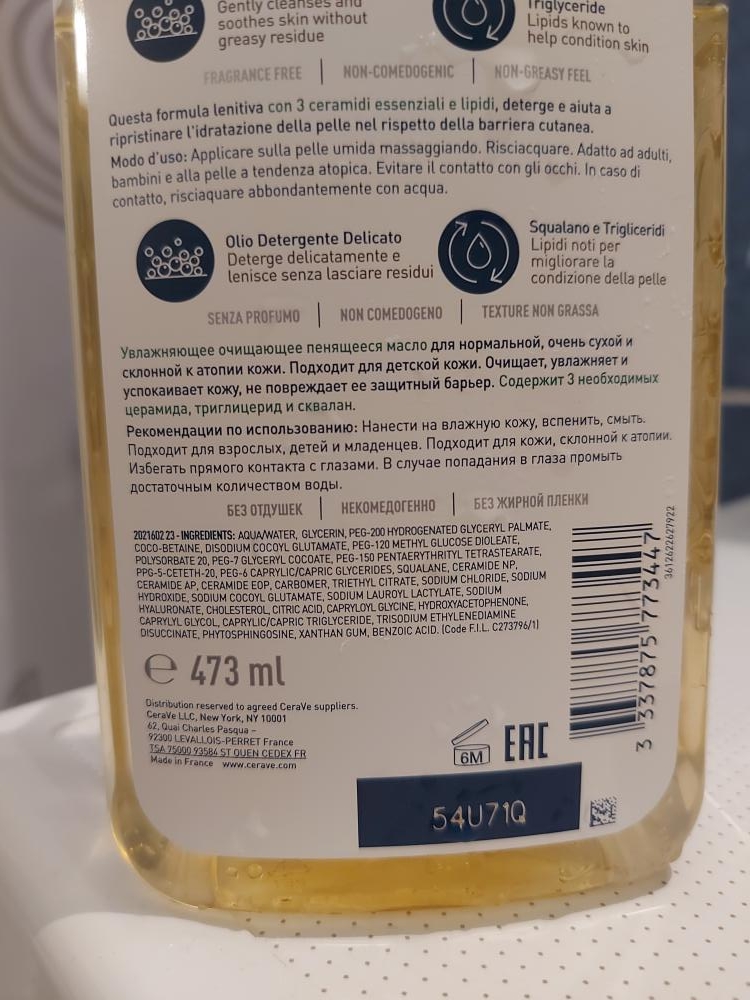 Gently cleanses and
soothes skin without
greasy residue
Triglyceride
Lipids known to
help condition skin
FRAGRANCE FREE | NON-COMEDOGENIC | NON-GREASY FEEL
Questa formula lenitiva con 3 ceramidi essenziali e lipidi, deterge e aiuta a
ripristinare l'idratazione della pelle nel rispetto della barriera cutanea.
Modo d'uso: Applicare sulla pelle umida massaggiando. Risciacquare. Adatto ad adulti,
bambini e alla pelle a tendenza atopica. Evitare il contatto con gli occhi. In caso di
contatto, risciaquare abbondantemente con acqua.
Olio Detergente Delicato
Deterge delicatamente e
lenisce senza lasciare residui
Squalano e Trigliceridi
Lipidi noti per
migliorare la
condizione della pelle
SENZA PROFUMO | NON COMEDOGENO | TEXTURE NON GRASSA
Увлажняющее очищающее пенящееся масло для нормальной, очень сухой и
склонной к атопии кожи. Подходит для детской кожи. Очищает, увлажняет и
успокаивает кожу, не повреждает ее защитный барьер. Содержит 3 необходимых
церамида, триглицерид и сквалан.
Рекомендации по использованию: Нанести на влажную кожу, вспенить, смыть.
Подходит для взрослых, детей и младенцев. Подходит для кожи, склонной к атопии.
Избегать прямого контакта с глазами. В случае попадания в глаза промыть
достаточным количеством воды.
БЕЗ ОТДУШЕК | НЕКОМЕДОГЕННО | БЕЗ ЖИРНОЙ ПЛЕНКИ
2021602 23 - INGREDIENTS: AQUA/WATER, GLYCERIN, PEG-200 HYDROGENATED GLYCERYL PALMATE,
COCO-BETAINE, DISODIUM COCOYL GLUTAMATE, PEG-120 METHYL GLUCOSE DIOLEATE,
POLYSORBATE 20, PEG-7 GLYCERYL COCOATE, PEG-150 PENTAERYTHRITYL TETRASTEARATE,
PPG-5-CETETH-20, PEG-6 CAPRYLIC/CAPRIC GLYCERIDES, SQUALANE, CERAMIDE NP,
CERAMIDE AP, CERAMIDE EOP, CARBOMER, TRIETHYL CITRATE, SODIUM CHLORIDE, SODIUM
HYDROXIDE, SODIUM COCOYL GLUTAMATE, SODIUM LAUROYL LACTYLATE, SODIUM
HYALURONATE, CHOLESTEROL, CITRIC ACID, CAPRYLOYL GLYCINE, HYDROXYACETOPHENONE,
CAPRYLYL GLYCOL, CAPRYLIC/CAPRIC TRIGLYCERIDE, TRISODIUM ETHYLENEDIAMINE
DISUCCINATE, PHYTOSPHINGOSINE, XANTHAN GUM, BENZOIC ACID. (Code F.I.L. C273796/1)
3 337875 773447
3612622627922
℮ 473 ml
Distribution reserved to agreed CeraVe suppliers.
CeraVe LLC, New York, NY 10001
62, Quai Charles Pasqua –
92300 LEVALLOIS-PERRET France
TSA 75000 93584 ST OUEN CEDEX FR
Made in France www.cerave.com
6M
EAC
54U71Q